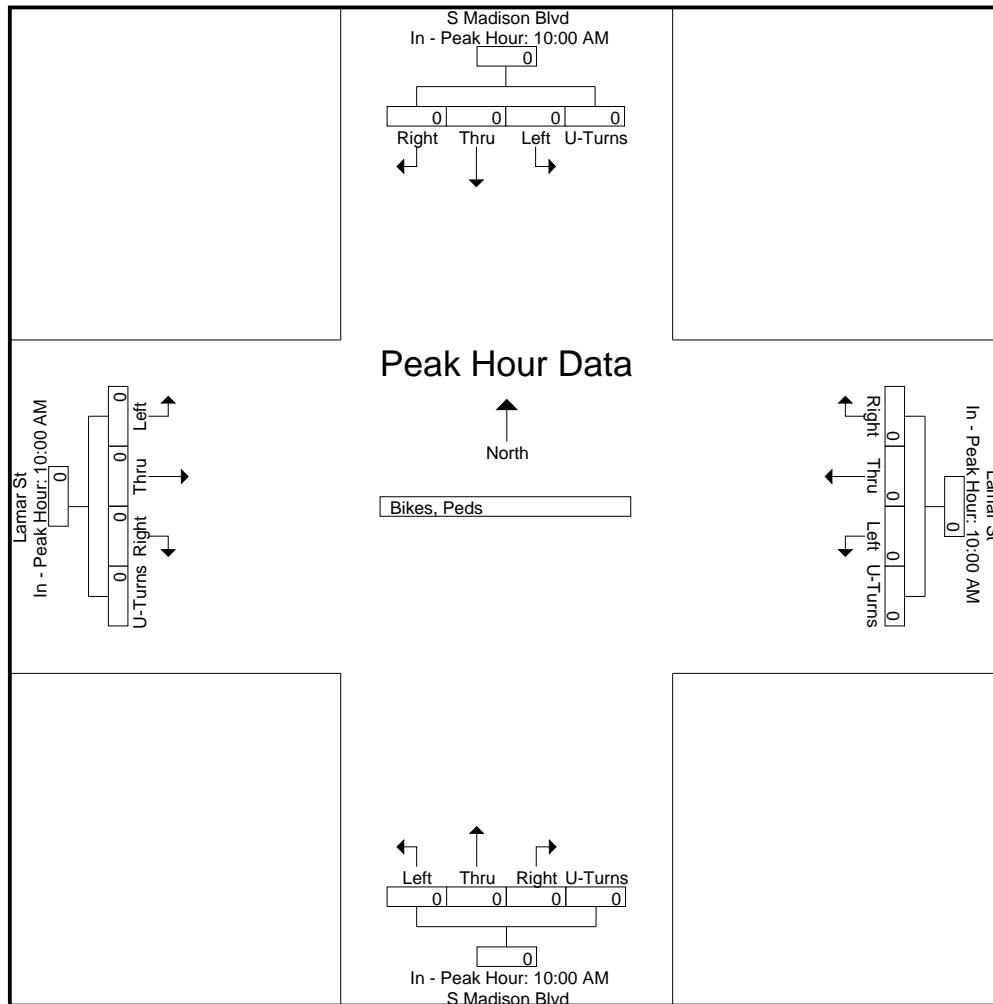 S Madison Blvd
In - Peak Hour: 10:00 AM
0
0 0 0 0
Right Thru Left U-Turns
Peak Hour Data
North
Bikes, Peds
Lamar St
In - Peak Hour: 10:00 AM
0
0 0 0 0
Left Thru Right U-Turns
Lamar St
In - Peak Hour: 10:00 AM
0
0 0 0 0
Right Thru Left U-Turns
Left Thru Right U-Turns
0 0 0 0
0
In - Peak Hour: 10:00 AM
S Madison Blvd